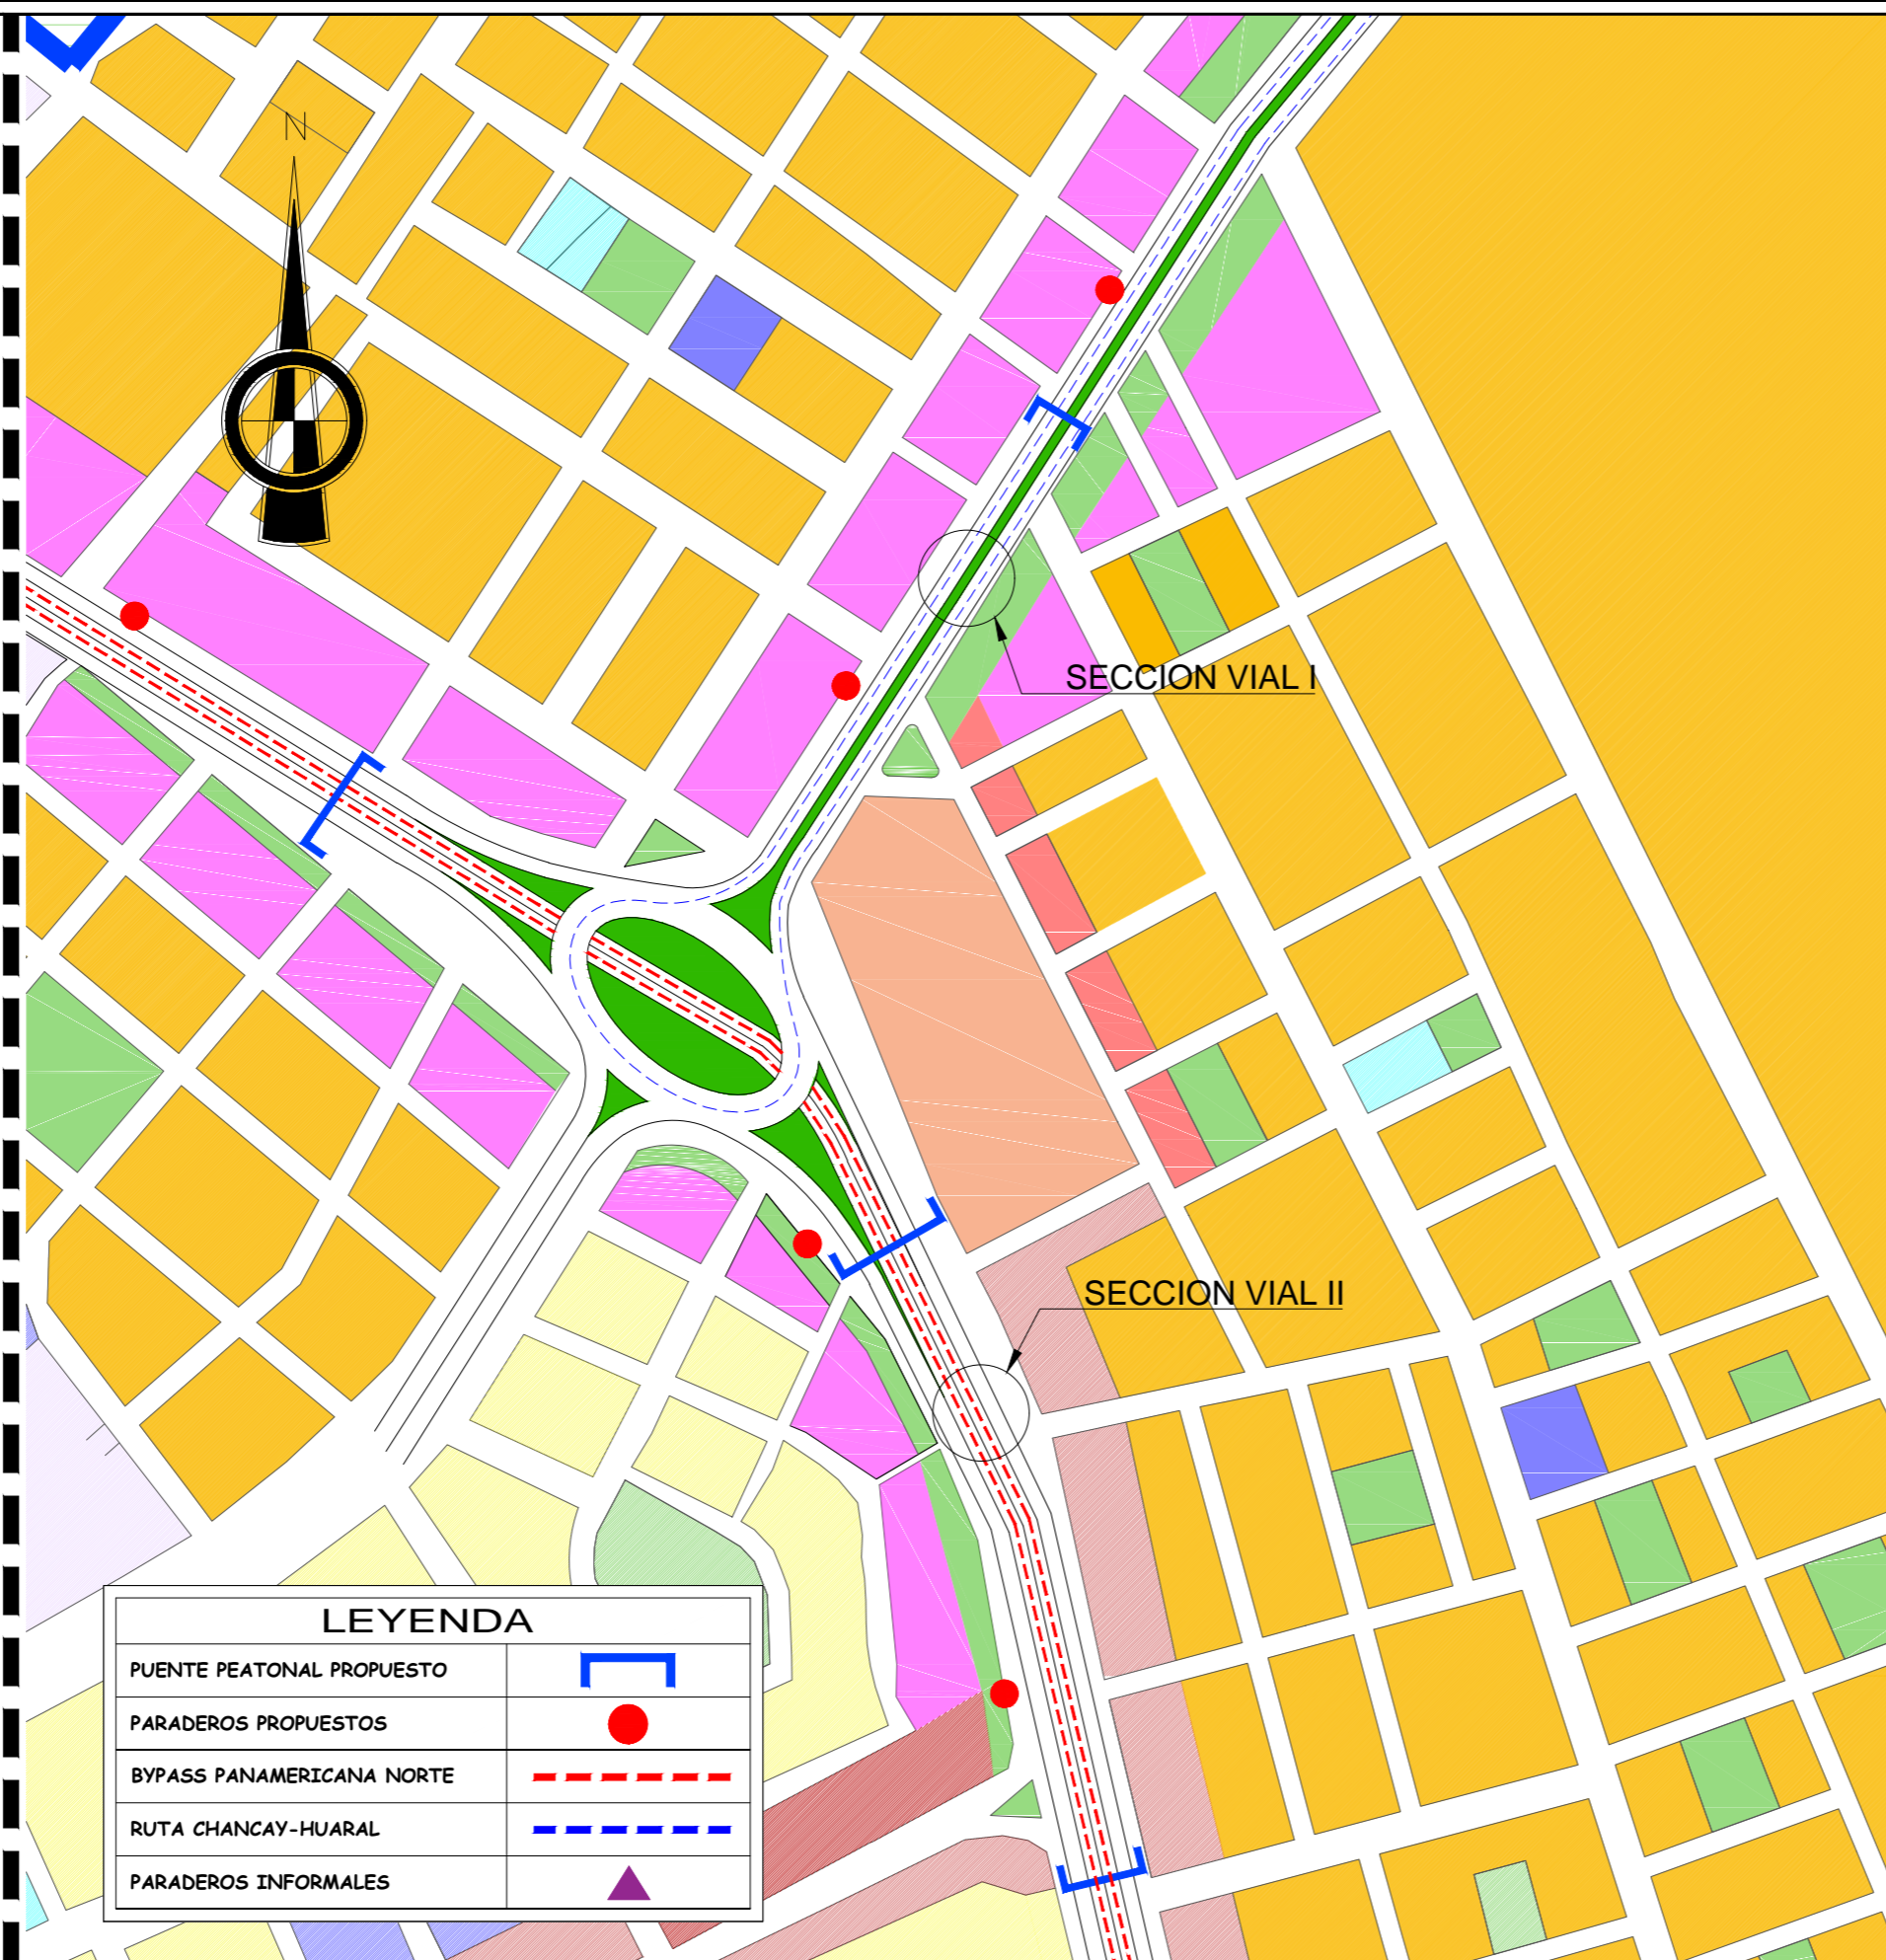 N
SECCION VIAL I
SECCION VIAL II
LEYENDA
PUENTE PEATONAL PROPUESTO
PARADEROS PROPUESTOS
BYPASS PANAMERICANA NORTE
RUTA CHANCAY-HUARAL
PARADEROS INFORMALES